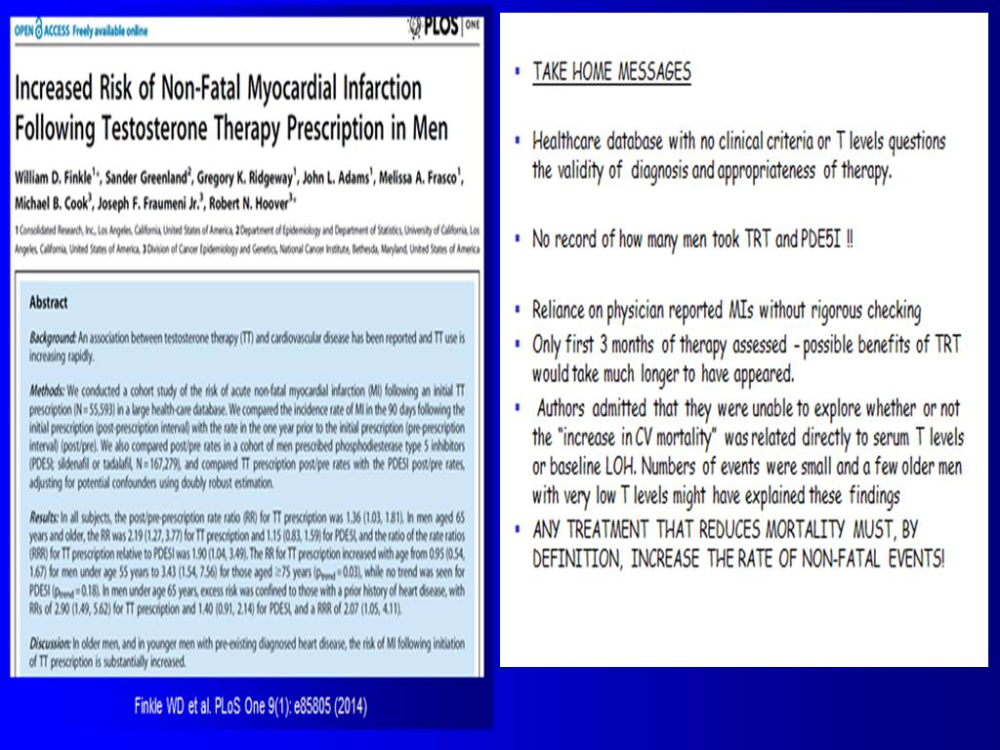 OPEN ACCESS Freely available online
PLOS | ONE
Increased Risk of Non-Fatal Myocardial Infarction
Following Testosterone Therapy Prescription in Men
William D. Finkle1*, Sander Greenland2, Gregory K. Ridgeway1, John L. Adams1, Melissa A. Frasco1,
Michael B. Cook3, Joseph F. Fraumeni Jr.3, Robert N. Hoover3*
1 Consolidated Research, Inc., Los Angeles, California, United States of America, 2 Department of Epidemiology and Department of Statistics, University of California, Los
Angeles, California, United States of America, 3 Division of Cancer Epidemiology and Genetics, National Cancer Institute, Bethesda, Maryland, United States of America
Abstract
Background: An association between testosterone therapy (TT) and cardiovascular disease has been reported and TT use is
increasing rapidly.
Methods: We conducted a cohort study of the risk of acute non-fatal myocardial infarction (MI) following an initial TT
prescription (N = 55,593) in a large health-care database. We compared the incidence rate of MI in the 90 days following the
initial prescription (post-prescription interval) with the rate in the one year prior to the initial prescription (pre-prescription
interval) (post/pre). We also compared post/pre rates in a cohort of men prescribed phosphodiesterase type 5 inhibitors
(PDE5I; sildenafil or tadalafil, N = 167,279), and compared TT prescription post/pre rates with the PDE5I post/pre rates,
adjusting for potential confounders using doubly robust estimation.
Results: In all subjects, the post/pre-prescription rate ratio (RR) for TT prescription was 1.36 (1.03, 1.81). In men aged 65
years and older, the RR was 2.19 (1.27, 3.77) for TT prescription and 1.15 (0.83, 1.59) for PDE5I, and the ratio of the rate ratios
(RRR) for TT prescription relative to PDE5I was 1.90 (1.04, 3.49). The RR for TT prescription increased with age from 0.95 (0.54,
1.67) for men under age 55 years to 3.43 (1.54, 7.56) for those aged ≥75 years (ptrend = 0.03), while no trend was seen for
PDE5I (ptrend = 0.18). In men under age 65 years, excess risk was confined to those with a prior history of heart disease, with
RRs of 2.90 (1.49, 5.62) for TT prescription and 1.40 (0.91, 2.14) for PDE5I, and a RRR of 2.07 (1.05, 4.11).
Discussion: In older men, and in younger men with pre-existing diagnosed heart disease, the risk of MI following initiation
of TT prescription is substantially increased.
Finkle WD et al. PLoS One 9(1): e85805 (2014)
▪ TAKE HOME MESSAGES
▪ Healthcare database with no clinical criteria or T levels questions
the validity of diagnosis and appropriateness of therapy.
▪ No record of how many men took TRT and PDE5I !!
▪ Reliance on physician reported MIs without rigorous checking
▪ Only first 3 months of therapy assessed - possible benefits of TRT
would take much longer to have appeared.
▪ Authors admitted that they were unable to explore whether or not
the "increase in CV mortality" was related directly to serum T levels
or baseline LOH. Numbers of events were small and a few older men
with very low T levels might have explained these findings
▪ ANY TREATMENT THAT REDUCES MORTALITY MUST, BY
DEFINITION, INCREASE THE RATE OF NON-FATAL EVENTS!